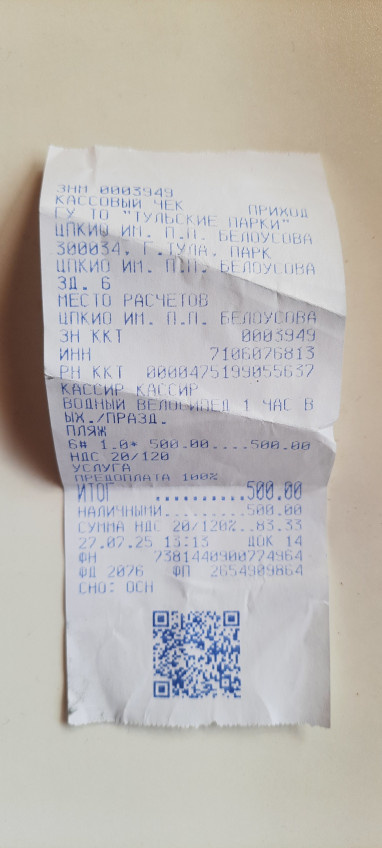 ЗНМ 0003949
КАССОВЫЙ ЧЕК ПРИХОД
ГУ ТО "ТУЛЬСКИЕ ПАРКИ"
ЦПКИО ИМ. П.П. БЕЛОУСОВА
300034, Г.ТУЛА, ПАРК
ЦПКИО ИМ. П.П. БЕЛОУСОВА
ЗД. 6
МЕСТО РАСЧЕТОВ
ЦПКИО ИМ. П.П. БЕЛОУСОВА
ЗН ККТ 0003949
ИНН 7106076813
РН ККТ 0000475199055637
КАССИР КАССИР
ВОДНЫЙ ВЕЛОСИПЕД 1 ЧАС В
ЫХ./ПРАЗД.
ПЛЯЖ
6# 1.0* 500.00....500.00
НДС 20/120
УСЛУГА
ПРЕДОПЛАТА 100%
ИТОГ ..........500.00
НАЛИЧНЫМИ.........500.00
СУММА НДС 20/120%..83.33
27.07.25 13:13 ДОК 14
ФН 7381440900774964
ФД 2076 ФП 2654909864
СНО: ОСН